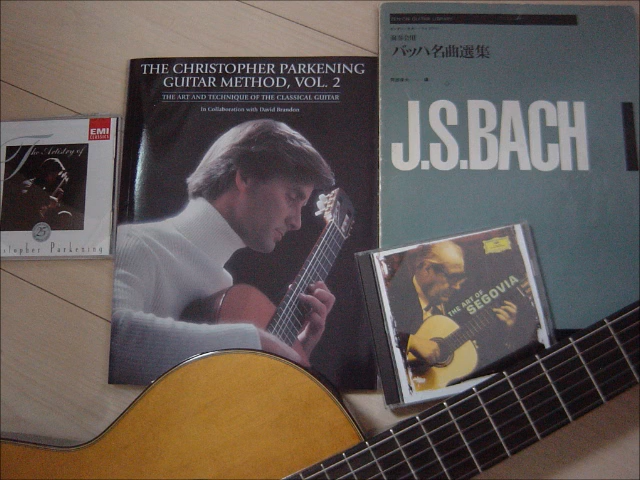 EMI
CLASSICS
The Artistry of
25
Christopher Parkening
THE CHRISTOPHER PARKENING
GUITAR METHOD, VOL. 2
THE ART AND TECHNIQUE OF THE CLASSICAL GUITAR
In Collaboration with David Brandon
バッハ名曲選集
J.S.BACH
THE ART OF
SEGOVIA